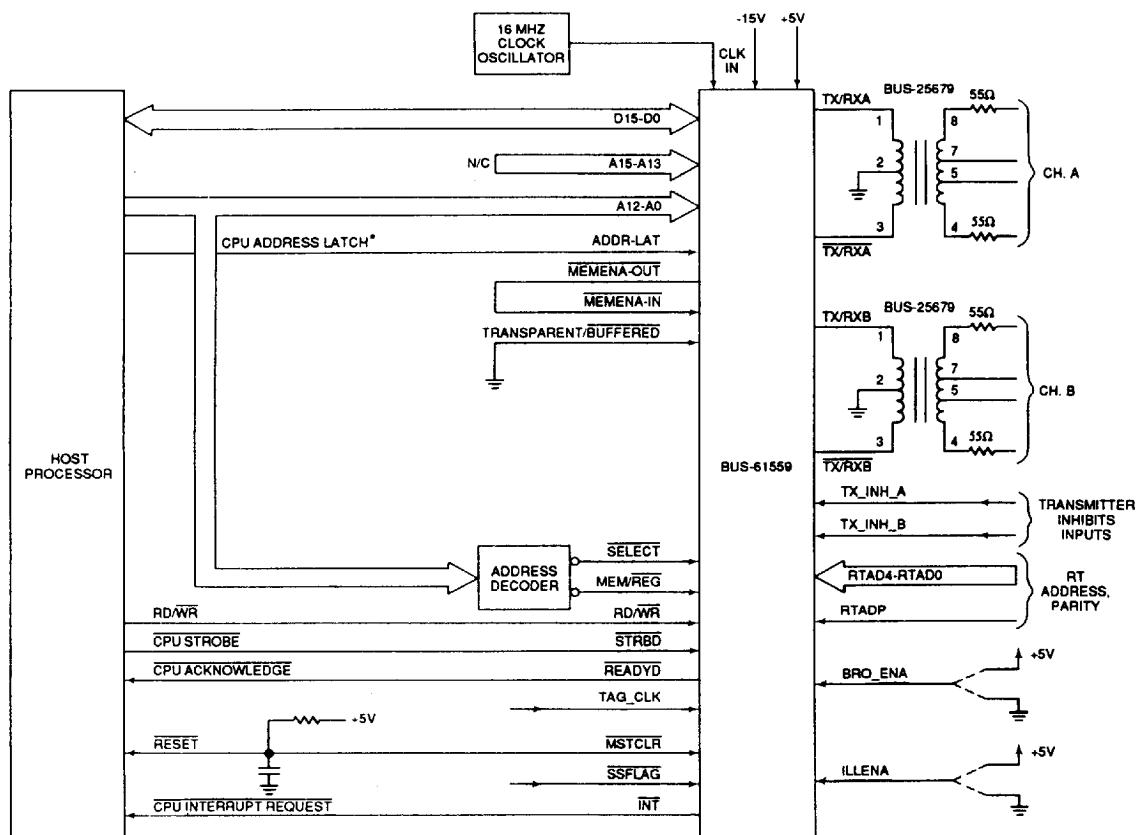 16 MHZ
CLOCK
OSCILLATOR
-15V
+5V
CLK
IN
HOST
PROCESSOR
BUS-61559
D15-D0
N/C
A15-A13
A12-A0
CPU ADDRESS LATCH*
ADDR-LAT
MEMENA-OUT
MEMENA-IN
TRANSPARENT/BUFFERED
ADDRESS
DECODER
SELECT
MEM/REG
RD/WR
RD/WR
CPU STROBE
STRBD
CPU ACKNOWLEDGE
READYD
TAG_CLK
+5V
RESET
MSTCLR
SSFLAG
CPU INTERRUPT REQUEST
INT
TX/RXA
BUS-25679
55Ω
1
8
2
7
5
CH. A
3
4
55Ω
TX/RXA
TX/RXB
BUS-25679
55Ω
1
8
2
7
5
CH. B
3
4
55Ω
TX/RXB
TX_INH_A
TX_INH_B
TRANSMITTER
INHIBITS
INPUTS
RTAD4-RTAD0
RTADP
RT
ADDRESS,
PARITY
BRO_ENA
+5V
ILLENA
+5V